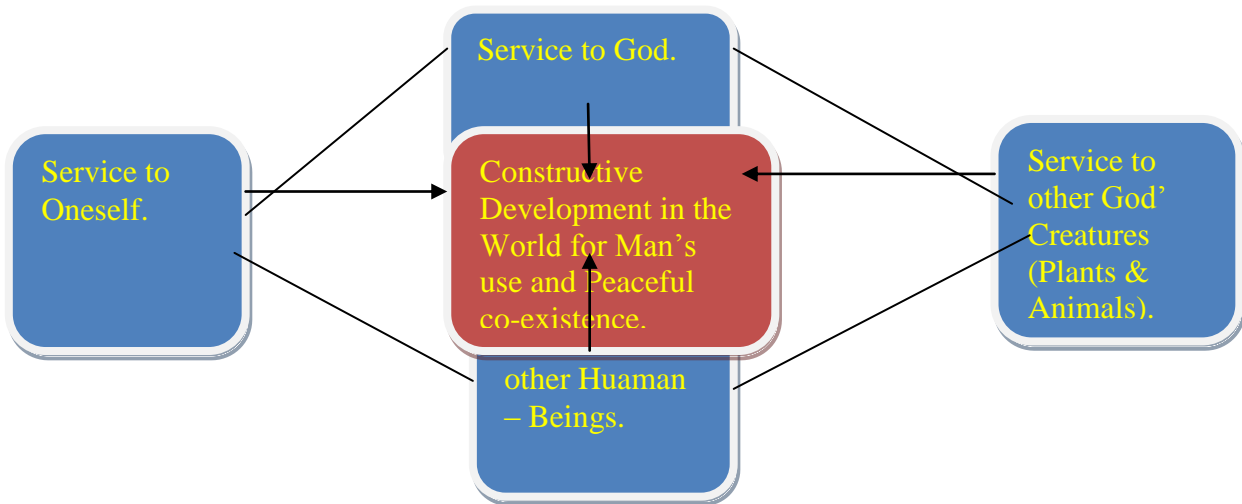 Service to God.
Service to
Oneself.
Constructive
Development in the
World for Man’s
use and Peaceful
co-existence.
Service to
other God’
Creatures
(Plants &
Animals).
other Huaman
– Beings.